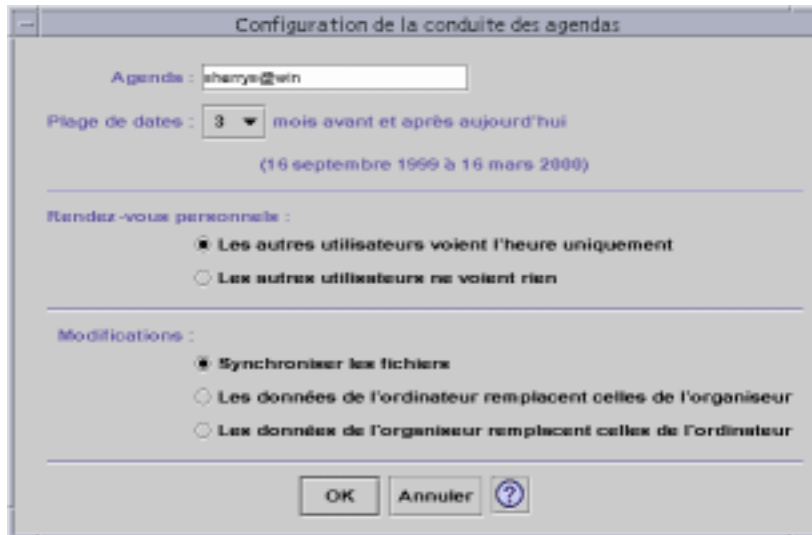 Configuration de la conduite des agendas
Agenda : sherrys@win
Plage de dates : 3 mois avant et après aujourd'hui
(16 septembre 1999 à 16 mars 2000)
Rendez-vous personnels :
Les autres utilisateurs voient l'heure uniquement
Les autres utilisateurs ne voient rien
Modifications :
Synchroniser les fichiers
Les données de l'ordinateur remplacent celles de l'organiseur
Les données de l'organiseur remplacent celles de l'ordinateur
OK Annuler ?